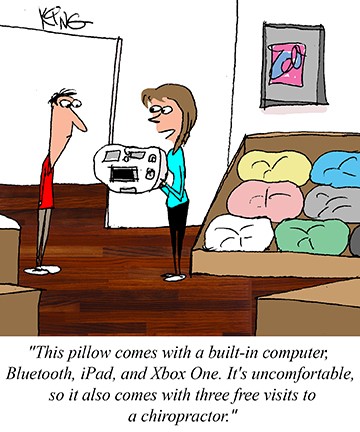 KING
"This pillow comes with a built-in computer,
Bluetooth, iPad, and Xbox One. It's uncomfortable,
so it also comes with three free visits to
a chiropractor."